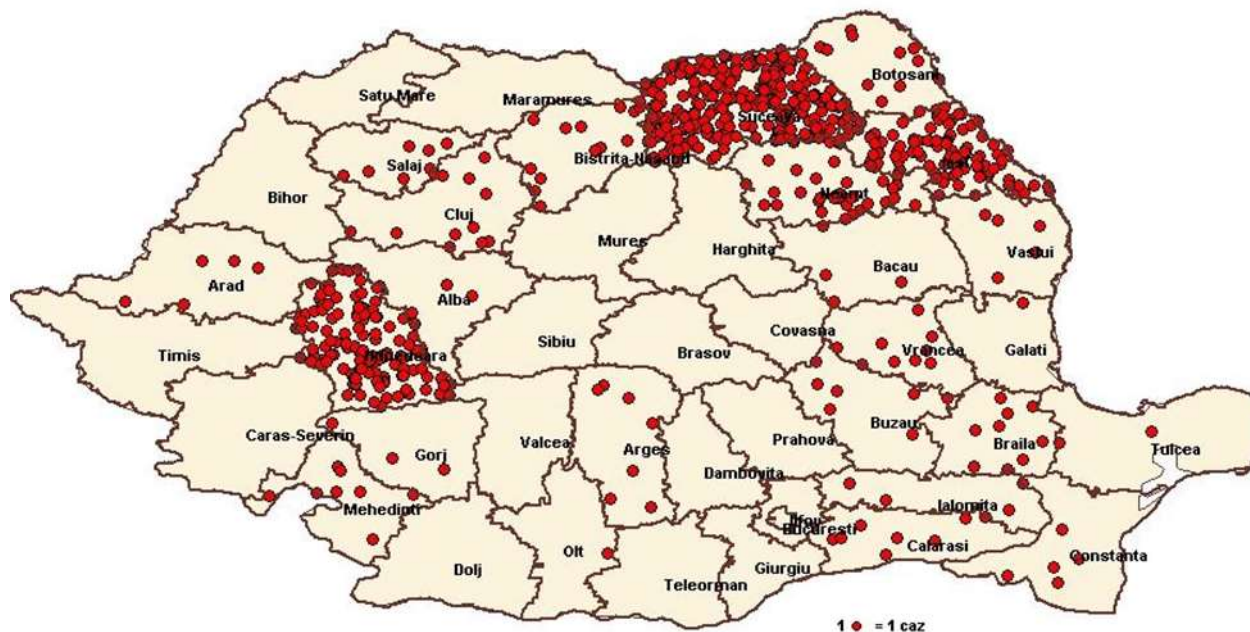 Botosani
Satu Mare
Maramures
Suceava
Salaj
Bistrita-Nasaud
Bihor
Neamt
Cluj
Mures
Harghita
Vaslui
Bacau
Arad
Alba
Covasna
Timis
Hunedoara
Sibiu
Brasov
Vrancea
Galati
Caras-Severin
Gorj
Valcea
Arges
Prahova
Buzau
Braila
Tulcea
Dambovita
Mehedinti
Ialomita
Ilfov
Bucuresti
Calarasi
Olt
Constanta
Dolj
Teleorman
Giurgiu
1 = 1 caz